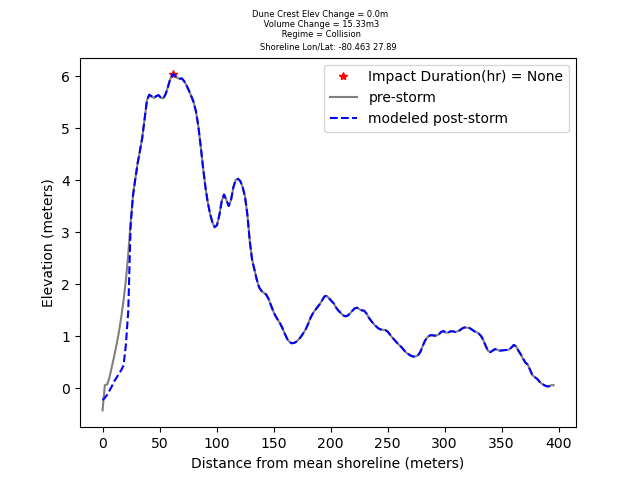 Dune Crest Elev Change = 0.0m
Volume Change = 15.33m3
Regime = Collision
Shoreline Lon/Lat: -80.463 27.89
Impact Duration(hr) = None
pre-storm
modeled post-storm
Elevation (meters)
6
5
4
3
2
1
0
0 50 100 150 200 250 300 350 400
Distance from mean shoreline (meters)